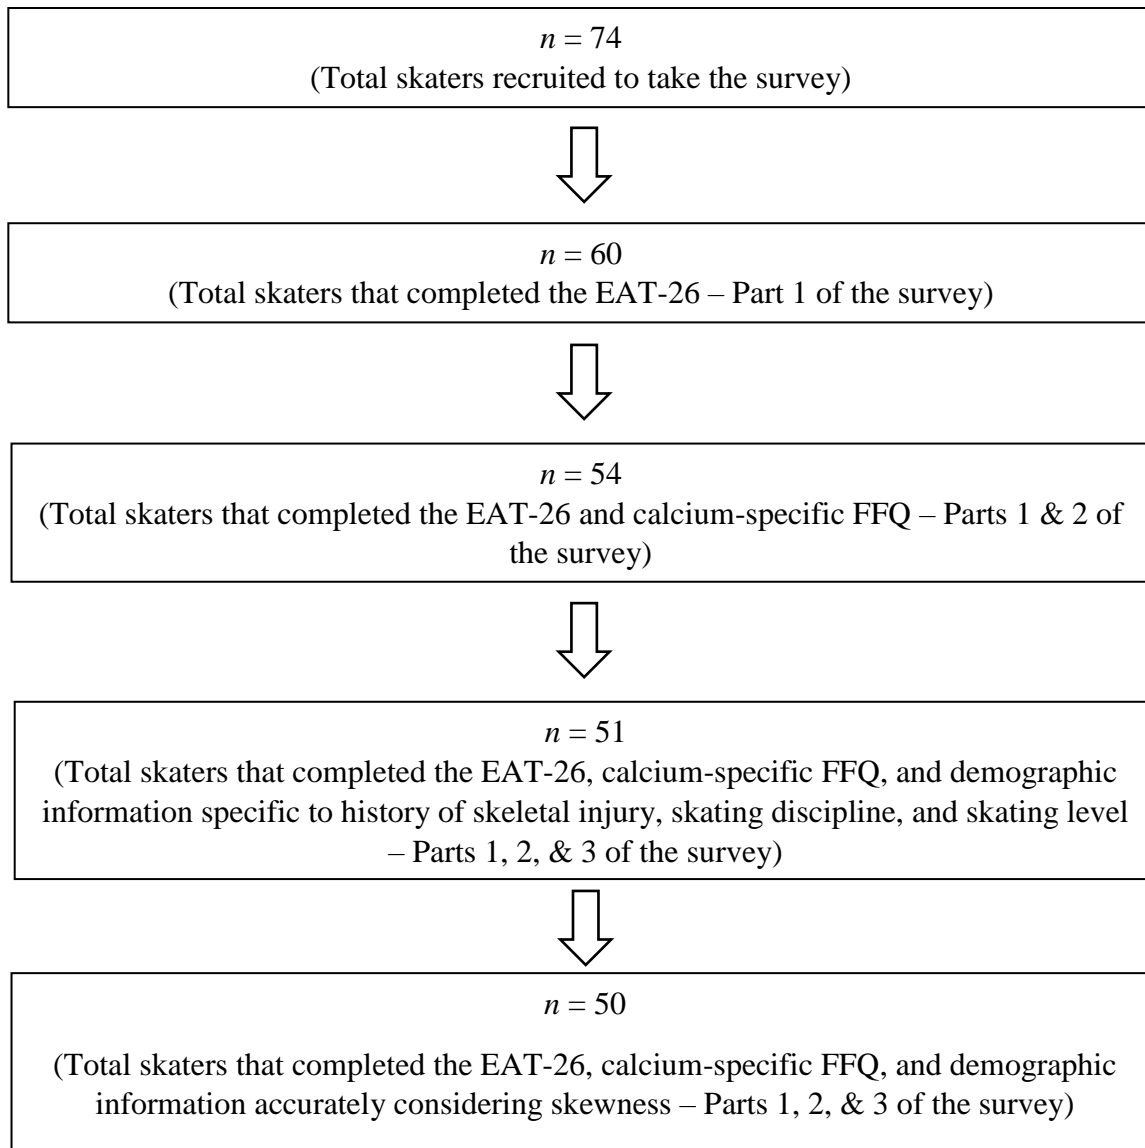 n = 74
(Total skaters recruited to take the survey)
n = 60
(Total skaters that completed the EAT-26 – Part 1 of the survey)
n = 54
(Total skaters that completed the EAT-26 and calcium-specific FFQ – Parts 1 & 2 of
the survey)
n = 51
(Total skaters that completed the EAT-26, calcium-specific FFQ, and demographic
information specific to history of skeletal injury, skating discipline, and skating level
– Parts 1, 2, & 3 of the survey)
n = 50
(Total skaters that completed the EAT-26, calcium-specific FFQ, and demographic
information accurately considering skewness – Parts 1, 2, & 3 of the survey)